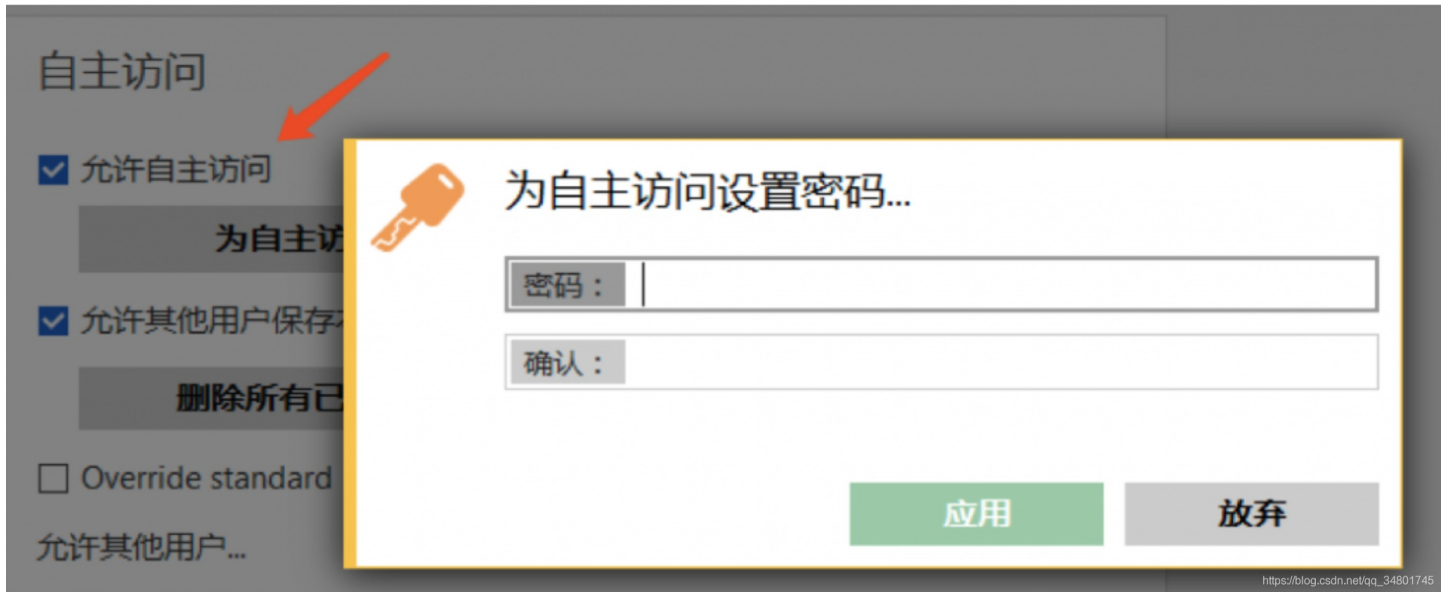 自主访问
允许自主访问
为自主访
允许其他用户保存
删除所有已
Override standard
允许其他用户...
为自主访问设置密码...
密码：
确认：
应用
放弃
https://blog.csdn.net/qq_34801745